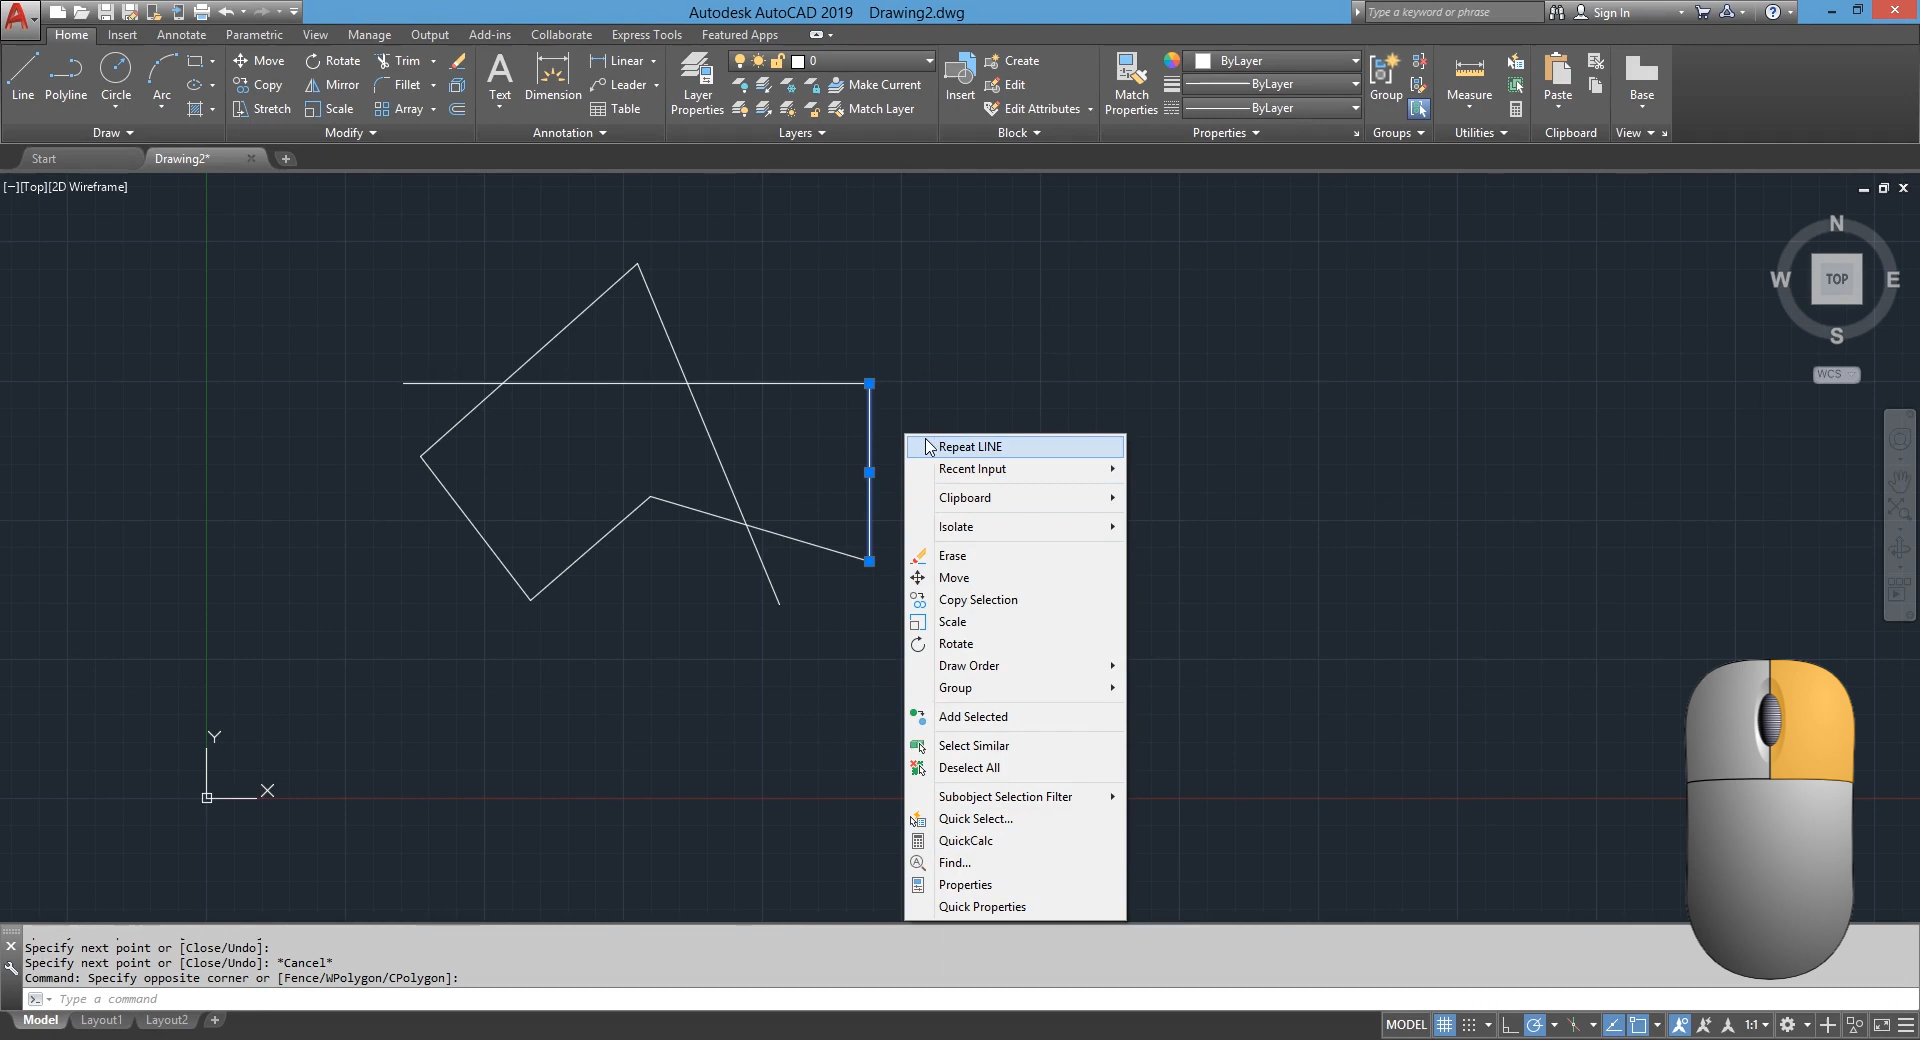 Autodesk AutoCAD 2019 Drawing2.dwg
Type a keyword or phrase
Sign In
Home Insert Annotate Parametric View Manage Output Add-ins Collaborate Express Tools Featured Apps
Line Polyline Circle Arc
Draw
Move Rotate Trim
Copy Mirror Fillet
Stretch Scale Array
Modify
Text Dimension
Linear
Leader
Table
Annotation
Layer Properties
0
Make Current
Match Layer
Layers
Insert
Create
Edit
Edit Attributes
Block
Match Properties
ByLayer
ByLayer
ByLayer
Properties
Group
Groups
Measure
Utilities
Paste
Clipboard
Base
View
Start
Drawing2*
[−][Top][2D Wireframe]
N
W TOP E
S
WCS
Repeat LINE
Recent Input
Clipboard
Isolate
Erase
Move
Copy Selection
Scale
Rotate
Draw Order
Group
Add Selected
Select Similar
Deselect All
Subobject Selection Filter
Quick Select...
QuickCalc
Find...
Properties
Quick Properties
Y
X
Specify next point or [Close/Undo]:
Specify next point or [Close/Undo]: *Cancel*
Command: Specify opposite corner or [Fence/WPolygon/CPolygon]:
Type a command
Model Layout1 Layout2
MODEL
1:1